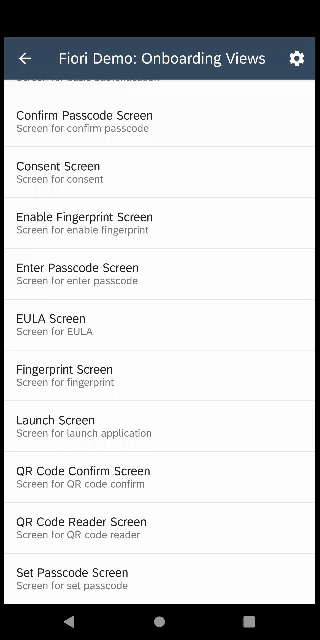 Fiori Demo: Onboarding Views
Confirm Passcode Screen
Screen for confirm passcode
Consent Screen
Screen for consent
Enable Fingerprint Screen
Screen for enable fingerprint
Enter Passcode Screen
Screen for enter passcode
EULA Screen
Screen for EULA
Fingerprint Screen
Screen for fingerprint
Launch Screen
Screen for launch application
QR Code Confirm Screen
Screen for QR code confirm
QR Code Reader Screen
Screen for QR code reader
Set Passcode Screen
Screen for set passcode